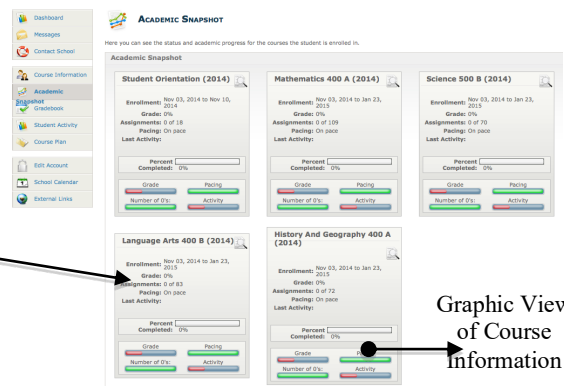 Dashboard
Messages
Contact School
Course Information
Academic
Snapshot
Gradebook
Student Activity
Course Plan
Edit Account
School Calendar
External Links
ACADEMIC SNAPSHOT
Here you can see the status and academic progress for the courses the student is enrolled in.
Academic Snapshot
Student Orientation (2014)
Enrollment: Nov 03, 2014 to Nov 10,
2014
Grade: 0%
Assignments: 0 of 18
Pacing: On pace
Last Activity:
Percent
Completed: 0%
Grade Pacing
Number of 0's: Activity
Mathematics 400 A (2014)
Enrollment: Nov 03, 2014 to Jan 23,
2015
Grade: 0%
Assignments: 0 of 109
Pacing: On pace
Last Activity:
Percent
Completed: 0%
Grade Pacing
Number of 0's: Activity
Science 500 B (2014)
Enrollment: Nov 03, 2014 to Jan 23,
2015
Grade: 0%
Assignments: 0 of 70
Pacing: On pace
Last Activity:
Percent
Completed: 0%
Grade Pacing
Number of 0's: Activity
Language Arts 400 B (2014)
Enrollment: Nov 03, 2014 to Jan 23,
2015
Grade: 0%
Assignments: 0 of 83
Pacing: On pace
Last Activity:
Percent
Completed: 0%
Grade Pacing
Number of 0's: Activity
History And Geography 400 A
(2014)
Enrollment: Nov 03, 2014 to Jan 23,
2015
Grade: 0%
Assignments: 0 of 72
Pacing: On pace
Last Activity:
Percent
Completed: 0%
Grade Pacing
Number of 0's: Activity
Graphic View
of Course
Information